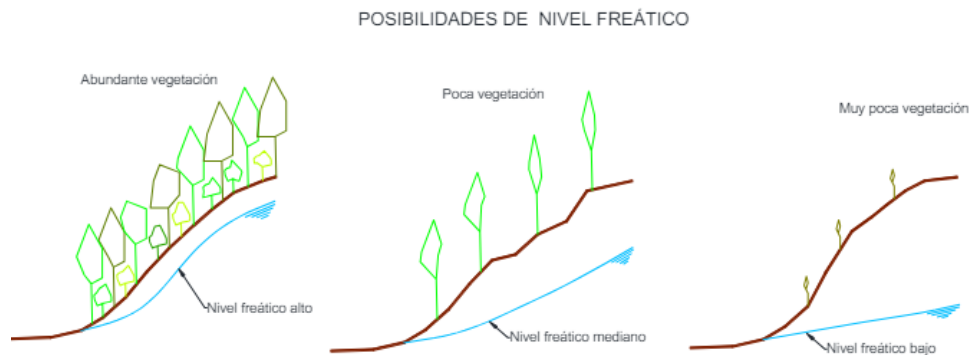 POSIBILIDADES DE NIVEL FREÁTICO
Abundante vegetación
Poca vegetación
Muy poca vegetación
Nivel freático alto
Nivel freático mediano
Nivel freático bajo